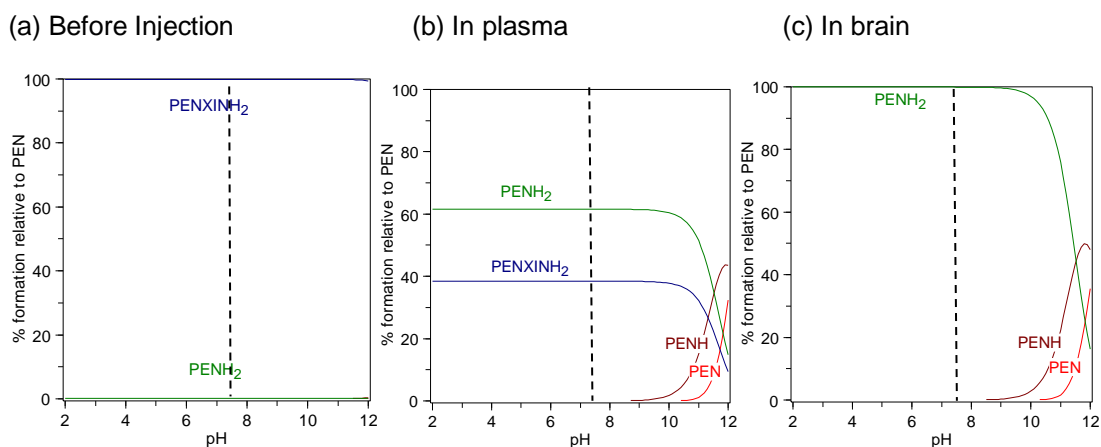 (a) Before Injection
(b) In plasma
(c) In brain
% formation relative to PEN
100
80
60
40
20
0
PENXINH2
PENH2
2 4 6 8 10 12
pH
% formation relative to PEN
100
80
60
40
20
0
PENH2
PENXINH2
PENH
PEN
2 4 6 8 10 12
pH
% formation relative to PEN
100
80
60
40
20
0
PENH2
PENH
PEN
2 4 6 8 10 12
pH